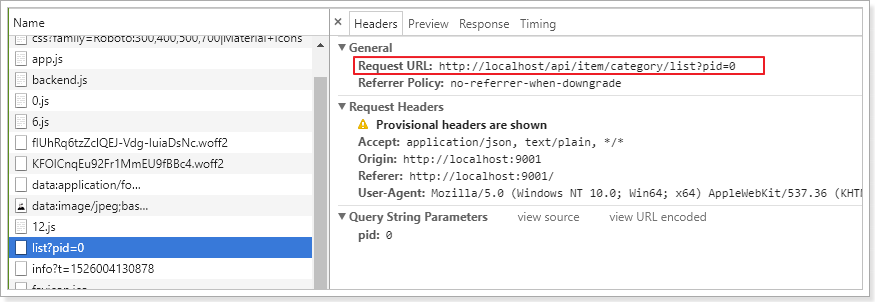 Name
css?family=Roboto:300,400,500,700|Material+Icons
app.js
backend.js
0.js
6.js
flUhRq6tzZclQEJ-Vdg-IuiaDsNc.woff2
KFOlCnqEu92Fr1MmEU9fBBc4.woff2
data:application/fo...
data:image/jpeg;bas...
12.js
list?pid=0
info?t=1526004130878
favicon.ico
× Headers Preview Response Timing
▼ General
Request URL: http://localhost/api/item/category/list?pid=0
Referrer Policy: no-referrer-when-downgrade
▼ Request Headers
Provisional headers are shown
Accept: application/json, text/plain, */*
Origin: http://localhost:9001
Referer: http://localhost:9001/
User-Agent: Mozilla/5.0 (Windows NT 10.0; Win64; x64) AppleWebKit/537.36 (KHTM
▼ Query String Parameters view source view URL encoded
pid: 0